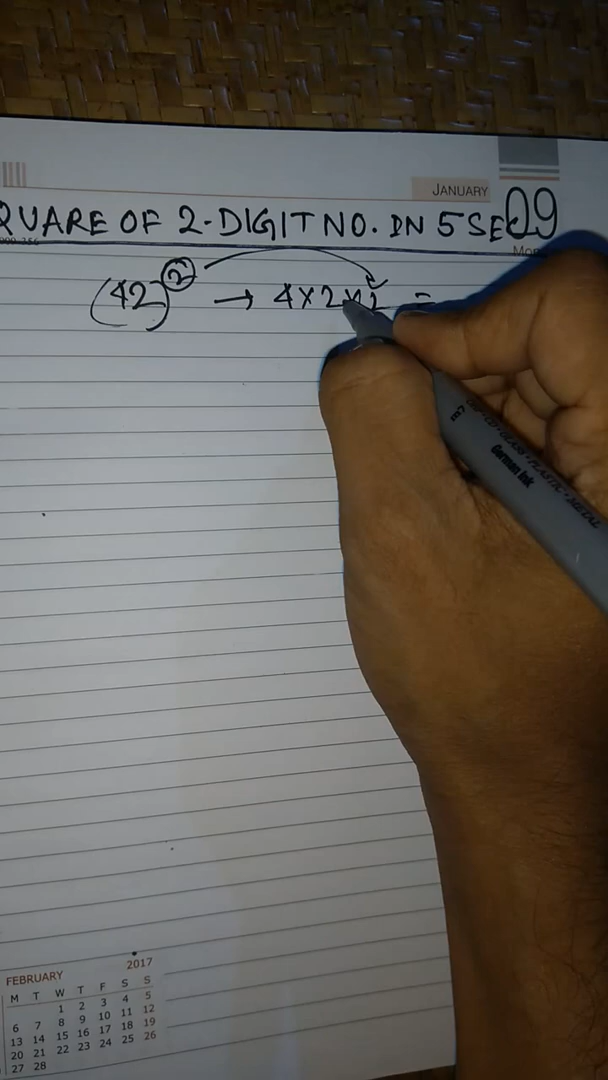 JANUARY 09
QUARE OF 2-DIGIT NO. IN 5 SEC
Mon
(42)² → 4×2×2 =
German Ink
FEBRUARY 2017
M T W T F S S
1 2 3 4 5
6 7 8 9 10 11 12
13 14 15 16 17 18 19
20 21 22 23 24 25 26
27 28